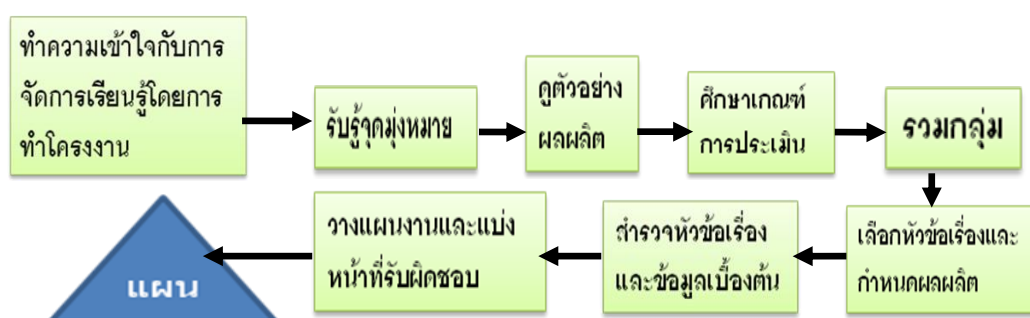 ทำความเข้าใจกับการ
จัดการเรียนรู้โดยการ
ทำโครงงาน
รับรู้จุดมุ่งหมาย
ดูตัวอย่าง
ผลผลิต
ศึกษาเกณฑ์
การประเมิน
รวมกลุ่ม
เลือกหัวข้อเรื่องและ
กำหนดผลผลิต
สำรวจหัวข้อเรื่อง
และข้อมูลเบื้องต้น
วางแผนงานและแบ่ง
หน้าที่รับผิดชอบ
แผน